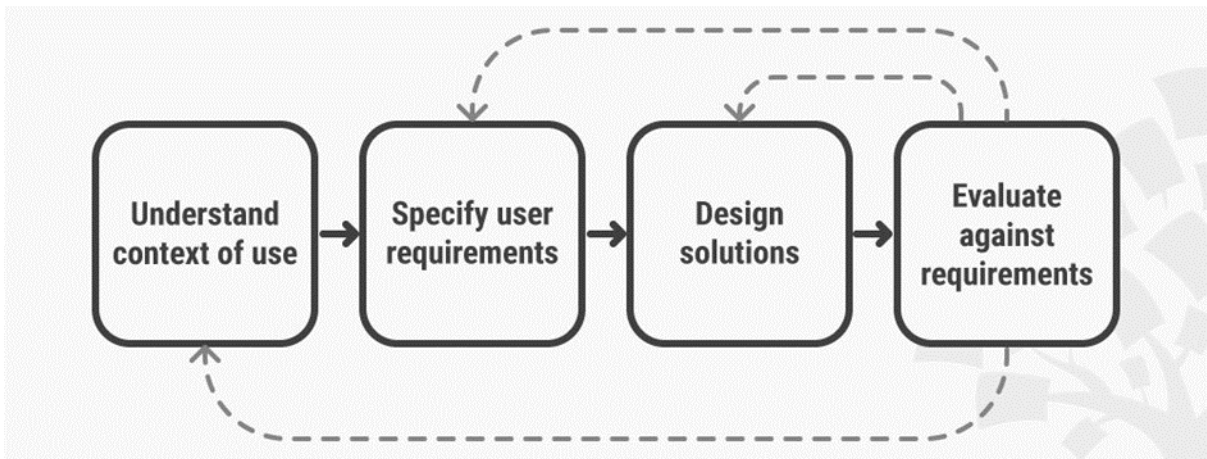 Understand
context of use
Specify user
requirements
Design
solutions
Evaluate
against
requirements